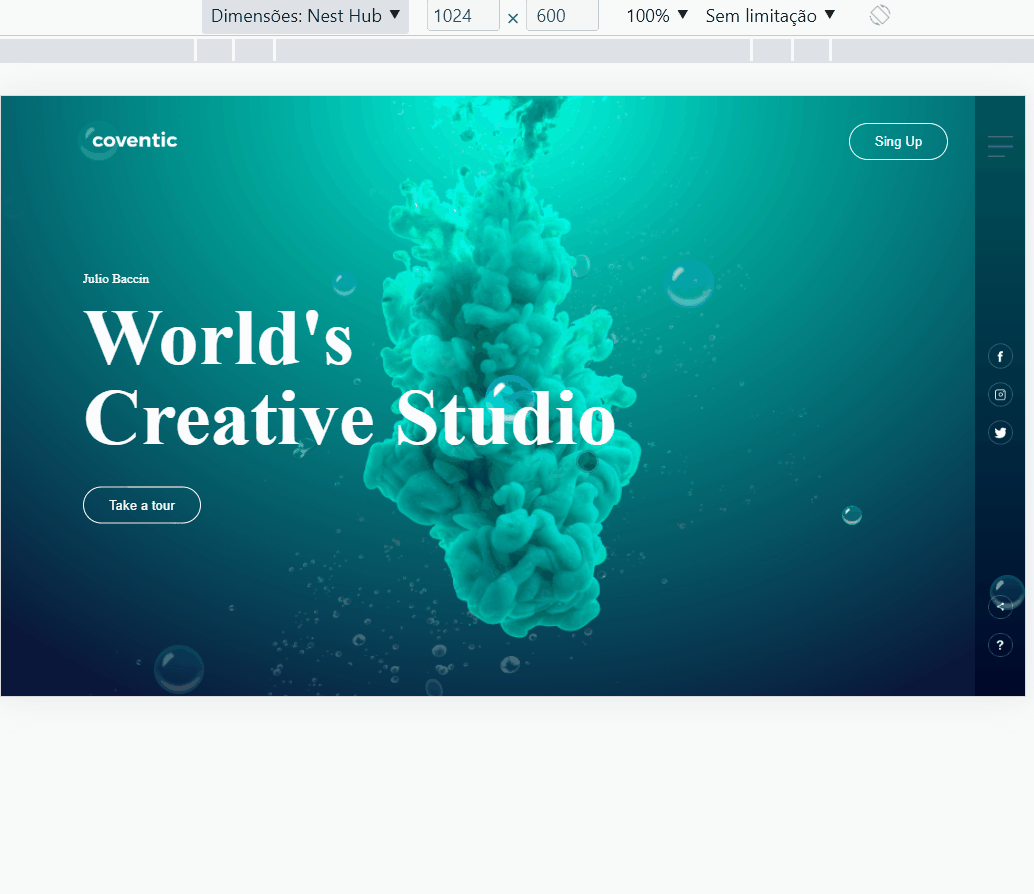 Dimensões: Nest Hub ▼ 1024 × 600 100% ▼ Sem limitação ▼
coventic
Sing Up
Julio Baccin
World's
Creative Studio
Take a tour
?